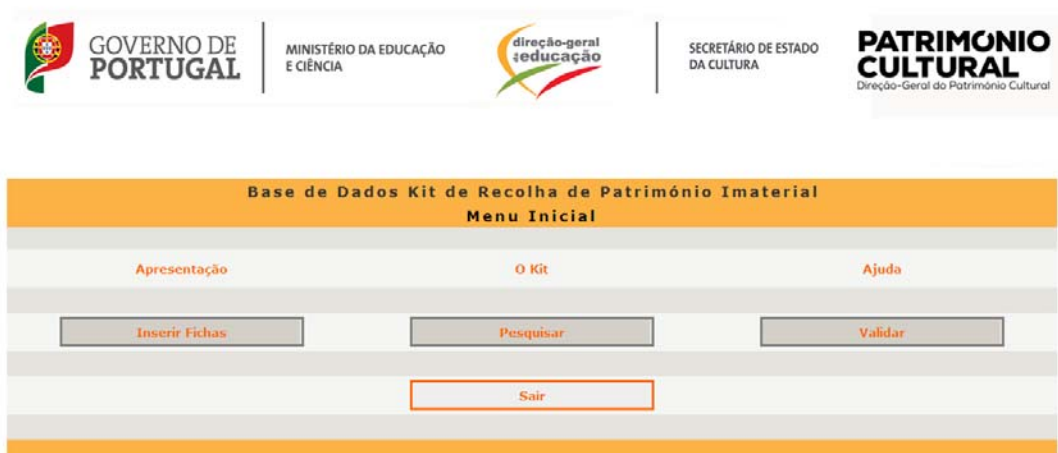 GOVERNO DE
PORTUGAL
MINISTÉRIO DA EDUCAÇÃO
E CIÊNCIA
direção-geral
:educação
SECRETÁRIO DE ESTADO
DA CULTURA
PATRIMÓNIO
CULTURAL
Direção-Geral do Património Cultural
Base de Dados Kit de Recolha de Património Imaterial
Menu Inicial
Apresentação O Kit Ajuda
Inserir Fichas Pesquisar Validar
Sair